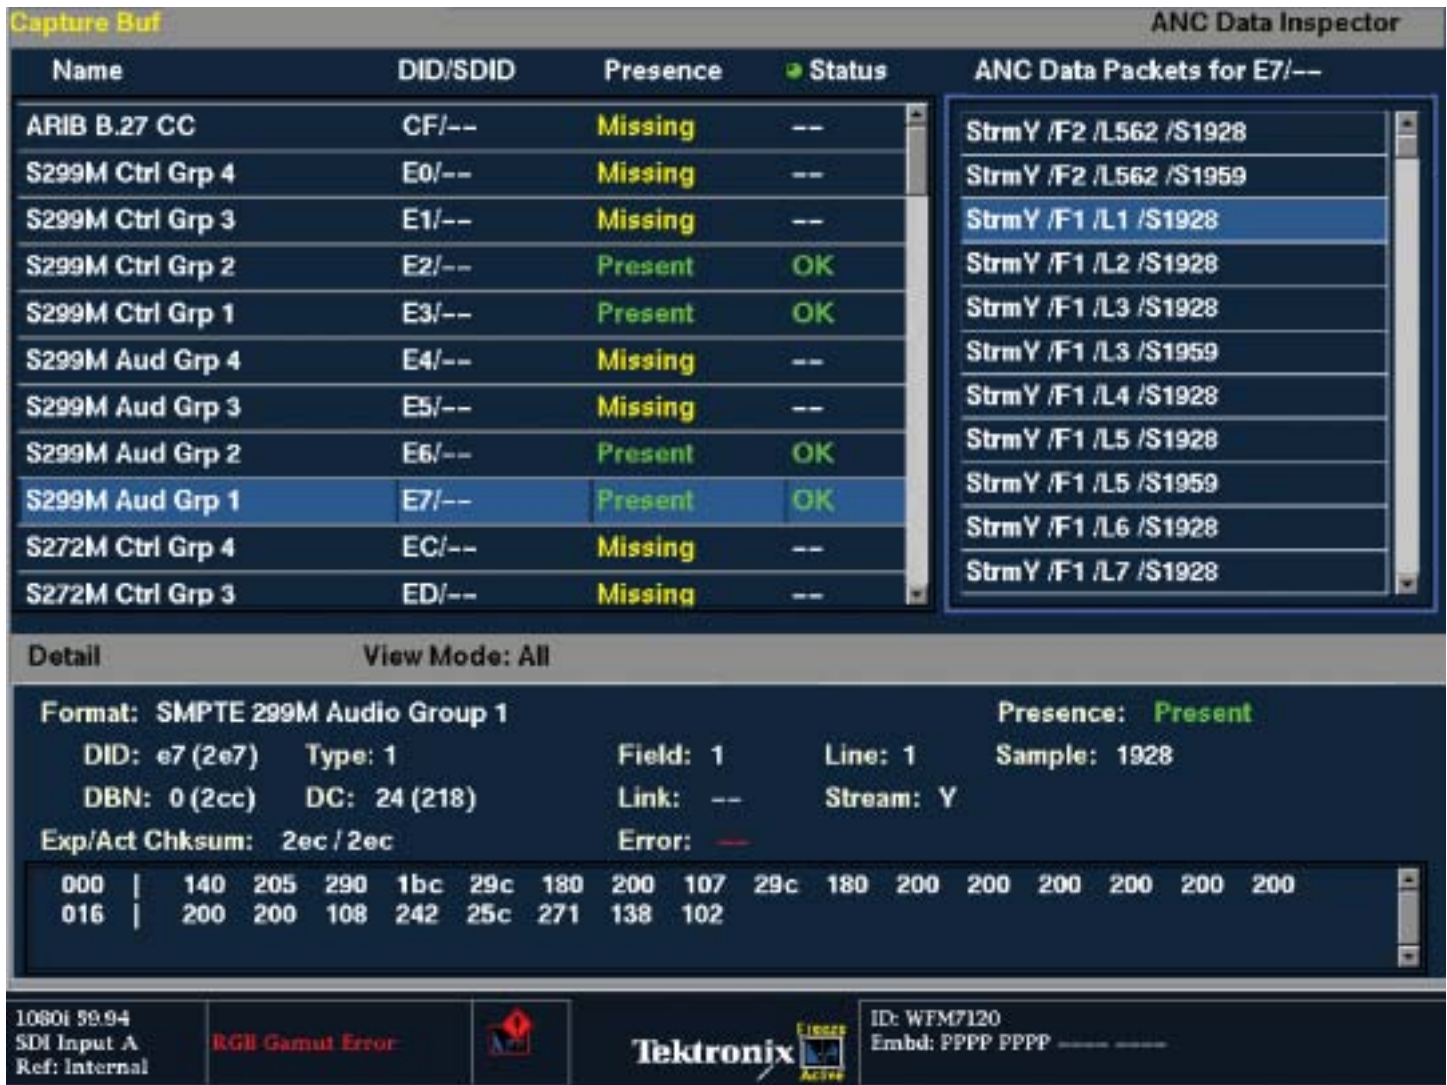 Capture Buf ANC Data Inspector
Name DID/SDID Presence Status ANC Data Packets for E7/--
ARIB B.27 CC CF/-- Missing --
S299M Ctrl Grp 4 E0/-- Missing --
S299M Ctrl Grp 3 E1/-- Missing --
S299M Ctrl Grp 2 E2/-- Present OK
S299M Ctrl Grp 1 E3/-- Present OK
S299M Aud Grp 4 E4/-- Missing --
S299M Aud Grp 3 E5/-- Missing --
S299M Aud Grp 2 E6/-- Present OK
S299M Aud Grp 1 E7/-- Present OK
S272M Ctrl Grp 4 EC/-- Missing --
S272M Ctrl Grp 3 ED/-- Missing --
StrmY /F2 /L562 /S1928
StrmY /F2 /L562 /S1959
StrmY /F1 /L1 /S1928
StrmY /F1 /L2 /S1928
StrmY /F1 /L3 /S1928
StrmY /F1 /L3 /S1959
StrmY /F1 /L4 /S1928
StrmY /F1 /L5 /S1928
StrmY /F1 /L5 /S1959
StrmY /F1 /L6 /S1928
StrmY /F1 /L7 /S1928
Detail View Mode: All
Format: SMPTE 299M Audio Group 1 Presence: Present
DID: e7 (2e7) Type: 1 Field: 1 Line: 1 Sample: 1928
DBN: 0 (2cc) DC: 24 (218) Link: -- Stream: Y
Exp/Act Chksum: 2ec / 2ec Error: --
000 | 140 205 290 1bc 29c 180 200 107 29c 180 200 200 200 200 200 200
016 | 200 200 108 242 25c 271 138 102
1080i 59.94
SDI Input A
Ref: Internal
RGB Gamut Error
Tektronix
Freeze
Active
ID: WFM7120
Embd: PPPP PPPP ---- ----